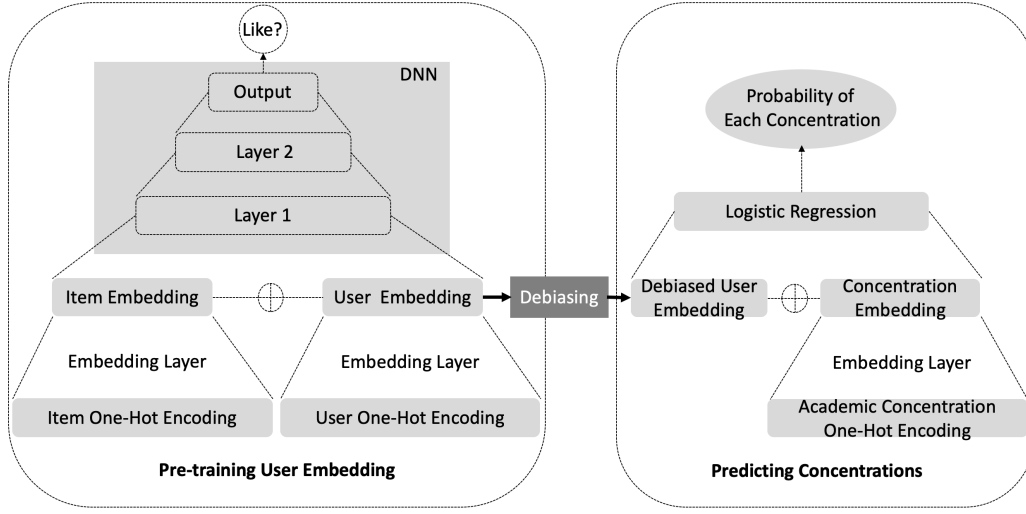 Like?
DNN
Output
Layer 2
Layer 1
Item Embedding
User Embedding
Embedding Layer
Embedding Layer
Item One-Hot Encoding
User One-Hot Encoding
Pre-training User Embedding
Debiasing
Probability of
Each Concentration
Logistic Regression
Debiased User
Embedding
Concentration
Embedding
Embedding Layer
Academic Concentration
One-Hot Encoding
Predicting Concentrations